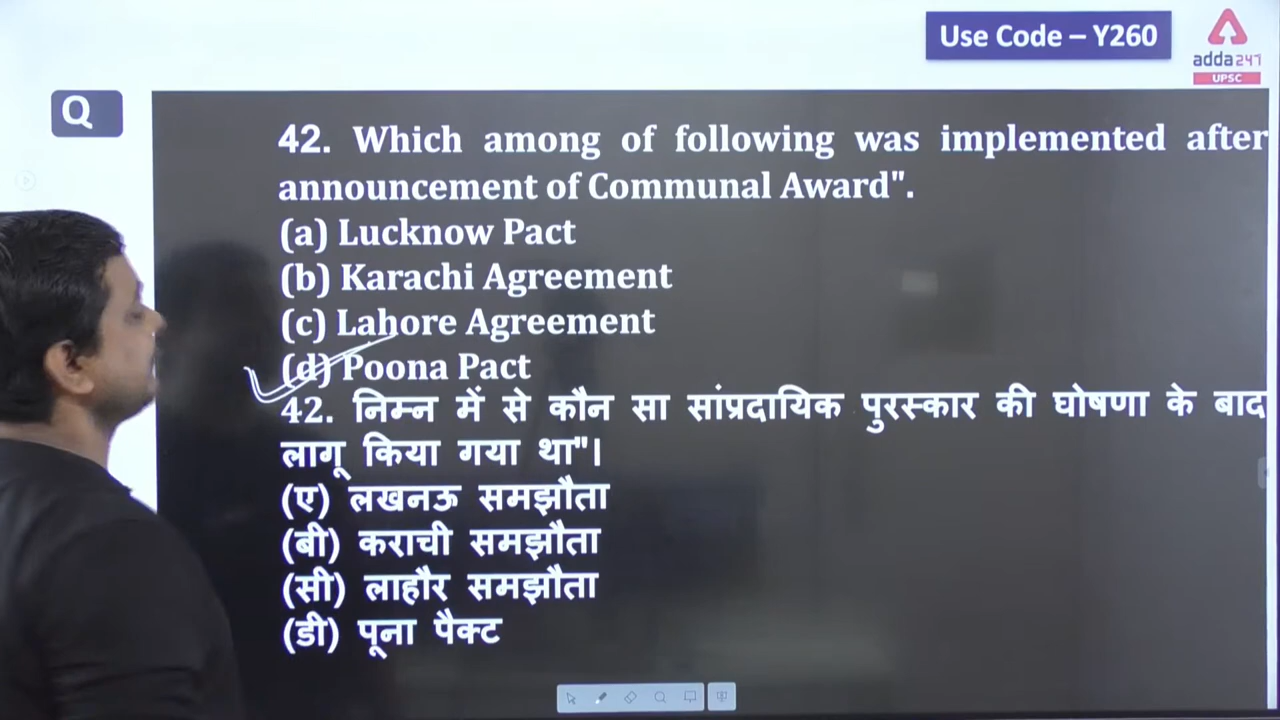 Use Code – Y260
adda247
UPSC
Q
42. Which among of following was implemented after
announcement of Communal Award".
(a) Lucknow Pact
(b) Karachi Agreement
(c) Lahore Agreement
(d) Poona Pact
42. निम्न में से कौन सा सांप्रदायिक पुरस्कार की घोषणा के बाद
लागू किया गया था"।
(ए) लखनऊ समझौता
(बी) कराची समझौता
(सी) लाहौर समझौता
(डी) पूना पैक्ट